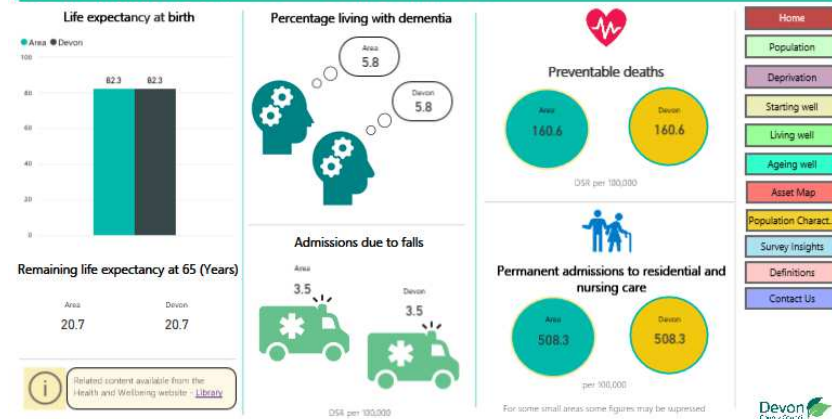 Life expectancy at birth
Area Devon
100
80
60
40
20
0
82.3 82.3
Remaining life expectancy at 65 (Years)
Area Devon
20.7 20.7
Related content available from the
Health and Wellbeing website - Library
Percentage living with dementia
Area
5.8
Devon
5.8
Admissions due to falls
Area
3.5
Devon
3.5
DSR per 100,000
Preventable deaths
Area
160.6
Devon
160.6
DSR per 100,000
Permanent admissions to residential and
nursing care
Area
508.3
Devon
508.3
per 100,000
For some small areas some figures may be supressed
Home
Population
Deprivation
Starting well
Living well
Ageing well
Asset Map
Population Charact...
Survey Insights
Definitions
Contact Us
Devon